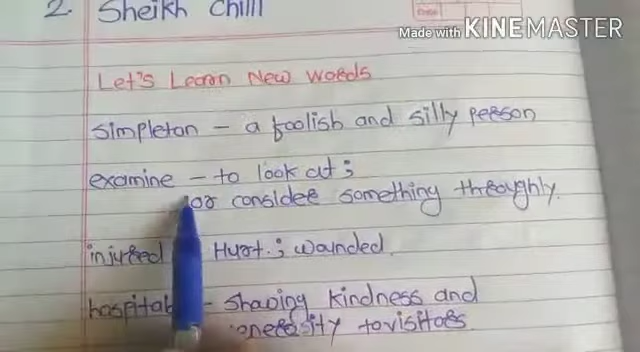 2. Sheikh Chilli
Made with KINEMASTER
Let's Learn New Words
Simpleton - a foolish and silly person
examine - to look at;
or consider something throughly.
injured Hurt.; wounded.
hospitab - showing kindness and
generosity to visitors.